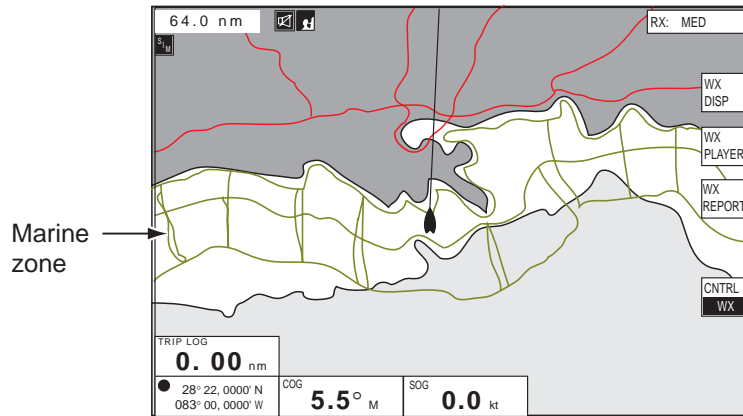 64.0 nm
RX: MED
SIM
WX
DISP
WX
PLAYER
WX
REPORT
Marine
zone
CNTRL
WX
TRIP LOG
0.00 nm
28° 22, 0000' N
083° 00, 0000' W
COG
5.5° M
SOG
0.0 kt